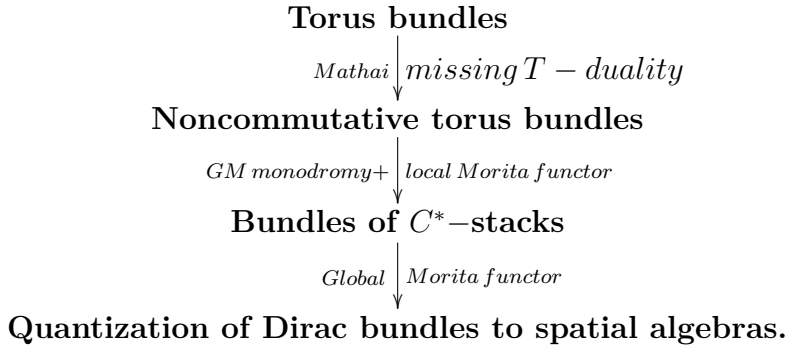 Torus bundles
Mathai missing T − duality
Noncommutative torus bundles
GM monodromy+ local Morita functor
Bundles of C*−stacks
Global Morita functor
Quantization of Dirac bundles to spatial algebras.